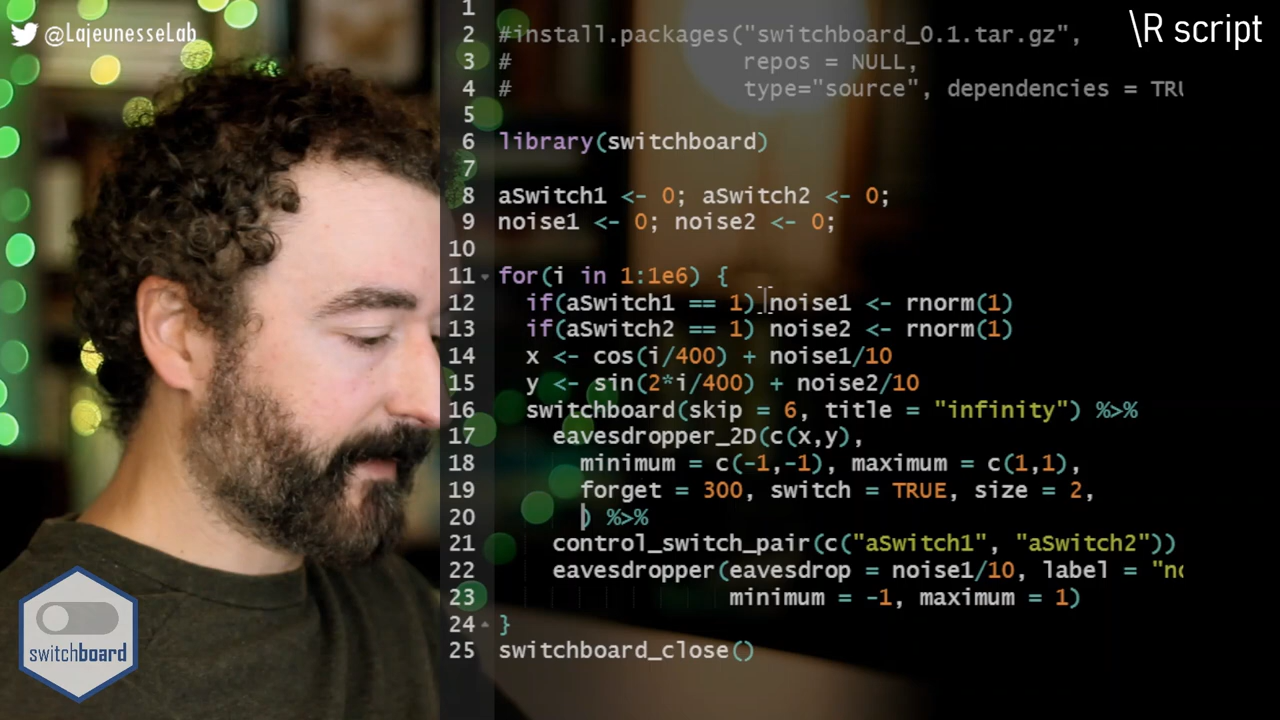 @LajeunesseLab
\R script
1
2 #install.packages("switchboard_0.1.tar.gz",
3 # repos = NULL,
4 # type="source", dependencies = TRU
5
6 library(switchboard)
7
8 aSwitch1 <- 0; aSwitch2 <- 0;
9 noise1 <- 0; noise2 <- 0;
10
11 for(i in 1:1e6) {
12 if(aSwitch1 == 1) noise1 <- rnorm(1)
13 if(aSwitch2 == 1) noise2 <- rnorm(1)
14 x <- cos(i/400) + noise1/10
15 y <- sin(2*i/400) + noise2/10
16 switchboard(skip = 6, title = "infinity") %>%
17 eavesdropper_2D(c(x,y),
18 minimum = c(-1,-1), maximum = c(1,1),
19 forget = 300, switch = TRUE, size = 2,
20 ) %>%
21 control_switch_pair(c("aSwitch1", "aSwitch2"))
22 eavesdropper(eavesdrop = noise1/10, label = "no
23 minimum = -1, maximum = 1)
24 }
25 switchboard_close()
switchboard